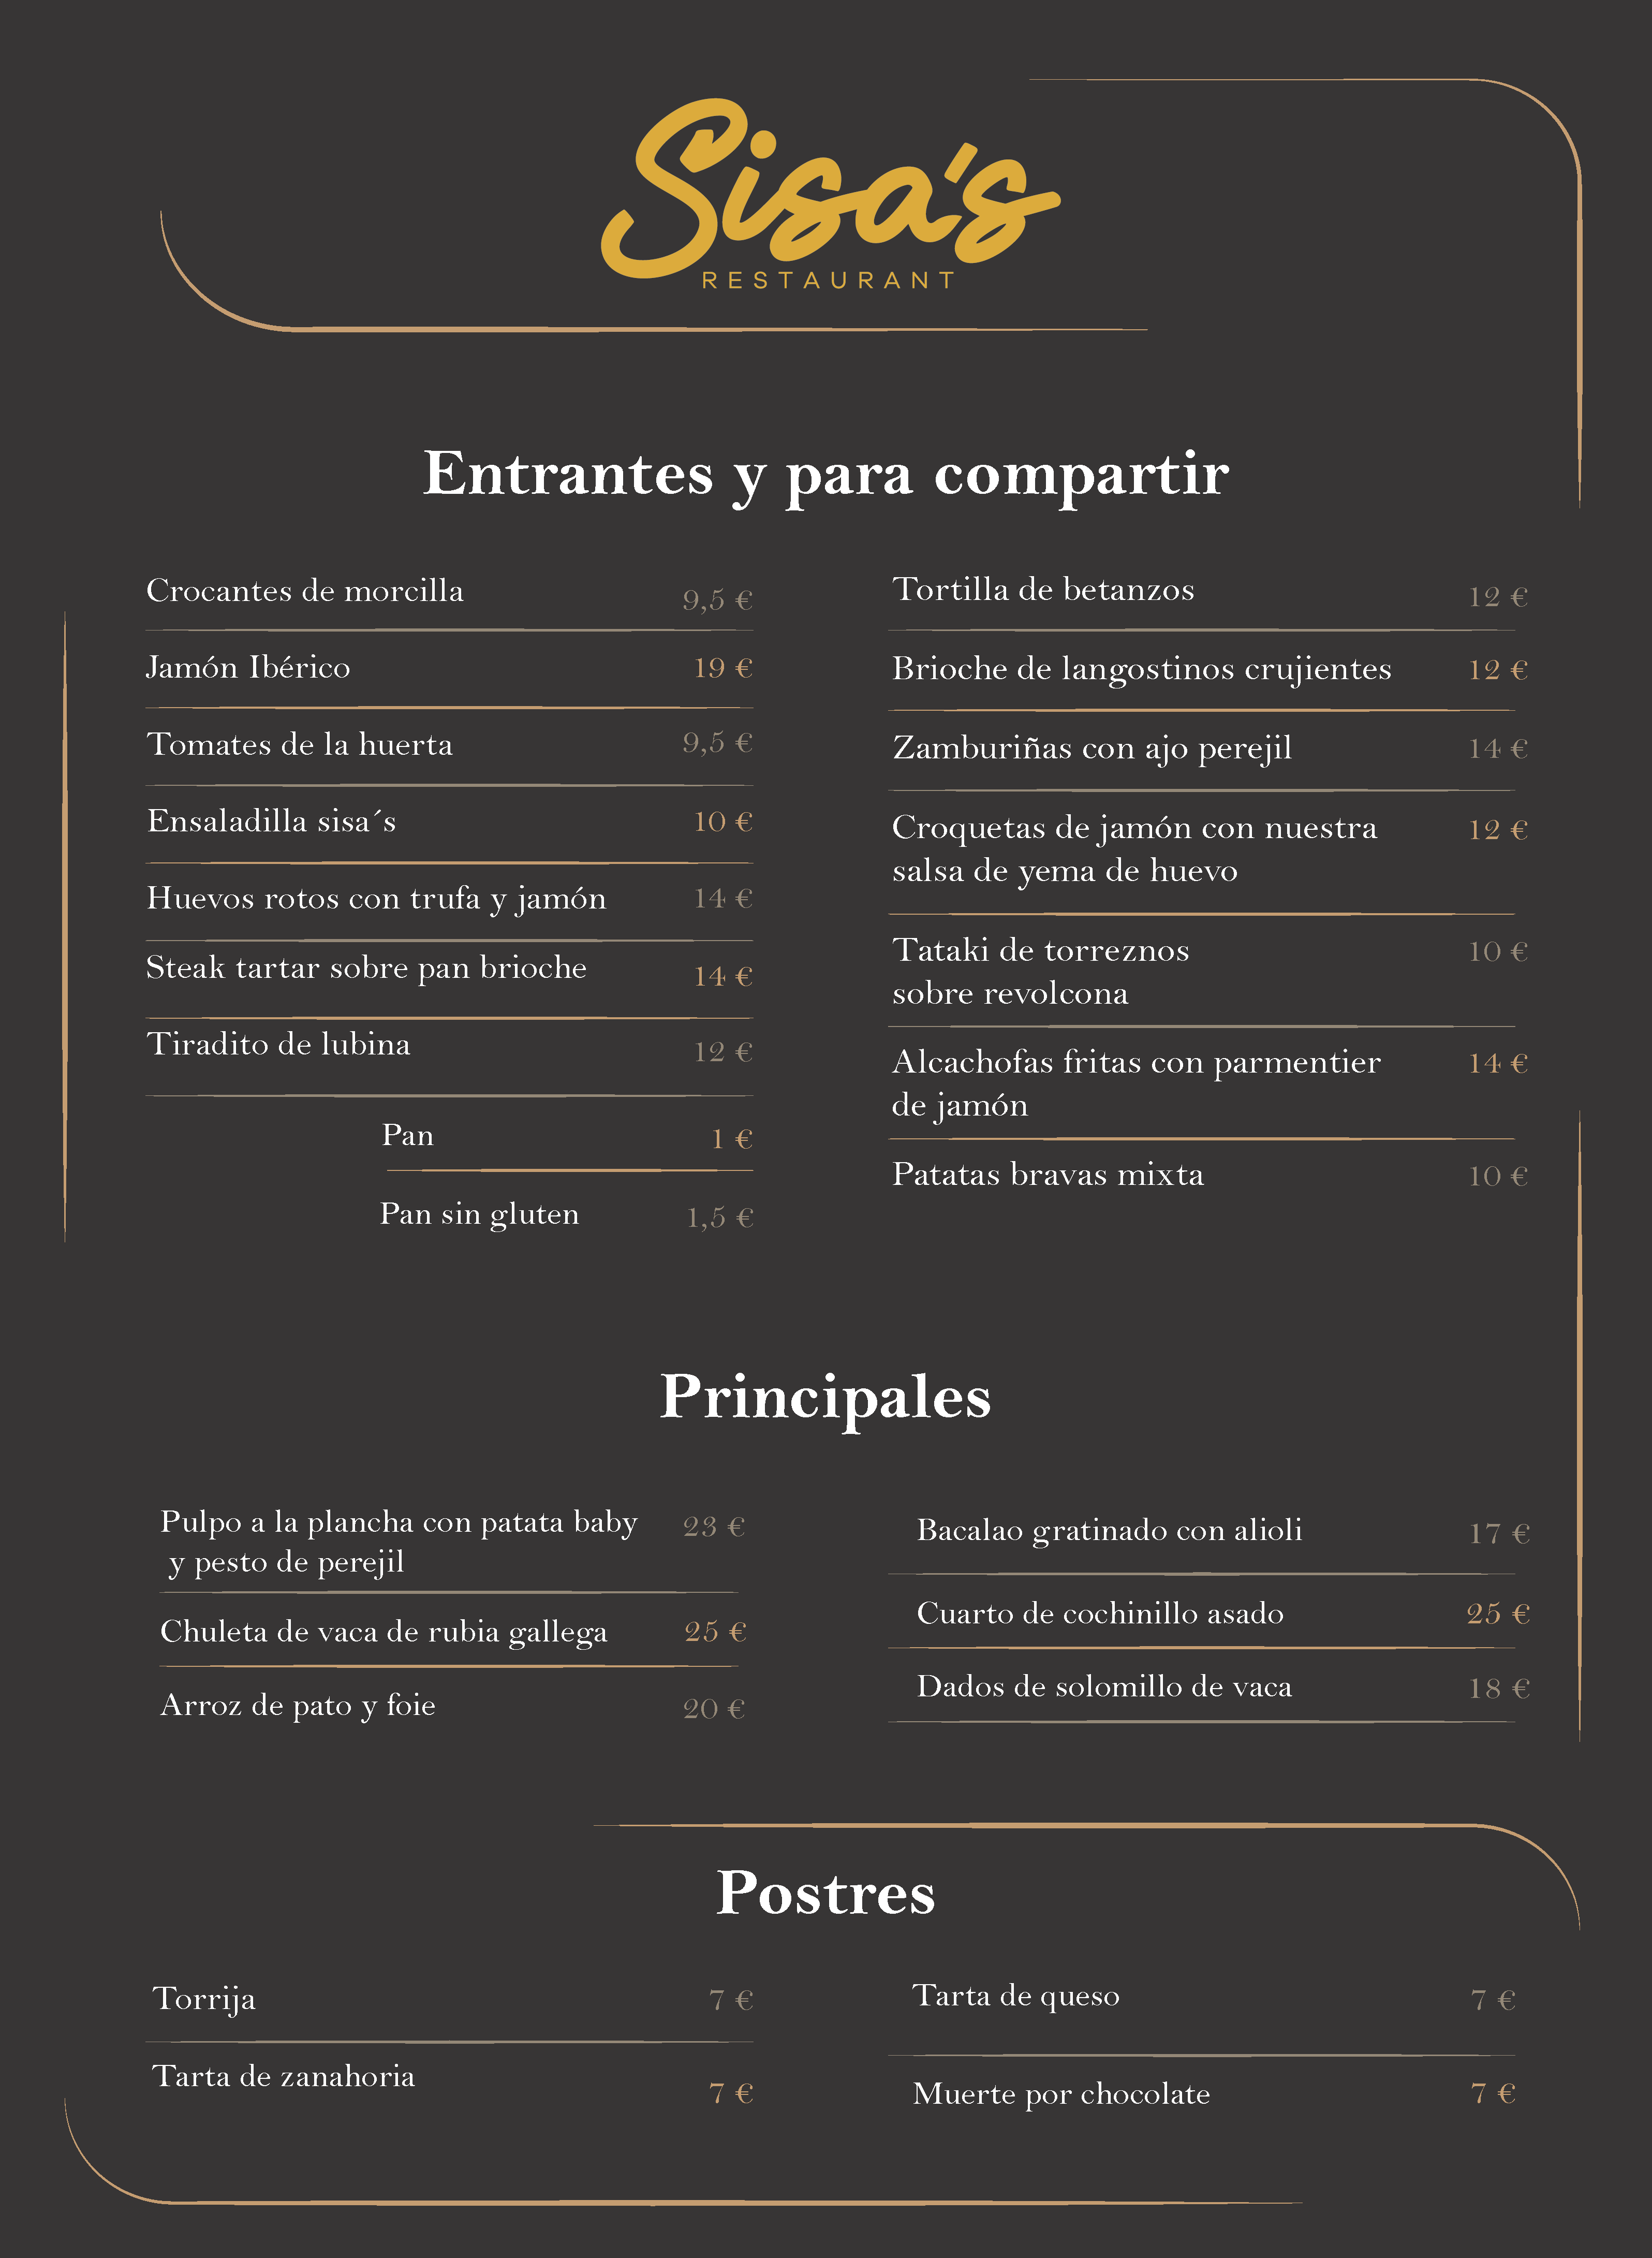 Sisa's
RESTAURANT
Entrantes y para compartir
Crocantes de morcilla 9,5 €
Jamón Ibérico 19 €
Tomates de la huerta 9,5 €
Ensaladilla sisa´s 10 €
Huevos rotos con trufa y jamón 14 €
Steak tartar sobre pan brioche 14 €
Tiradito de lubina 12 €
Pan 1 €
Pan sin gluten 1,5 €
Tortilla de betanzos 12 €
Brioche de langostinos crujientes 12 €
Zamburiñas con ajo perejil 14 €
Croquetas de jamón con nuestra 12 €
salsa de yema de huevo
Tataki de torreznos 10 €
sobre revolcona
Alcachofas fritas con parmentier 14 €
de jamón
Patatas bravas mixta 10 €
Principales
Pulpo a la plancha con patata baby 23 €
y pesto de perejil
Chuleta de vaca de rubia gallega 25 €
Arroz de pato y foie 20 €
Bacalao gratinado con alioli 17 €
Cuarto de cochinillo asado 25 €
Dados de solomillo de vaca 18 €
Postres
Torrija 7 €
Tarta de zanahoria 7 €
Tarta de queso 7 €
Muerte por chocolate 7 €